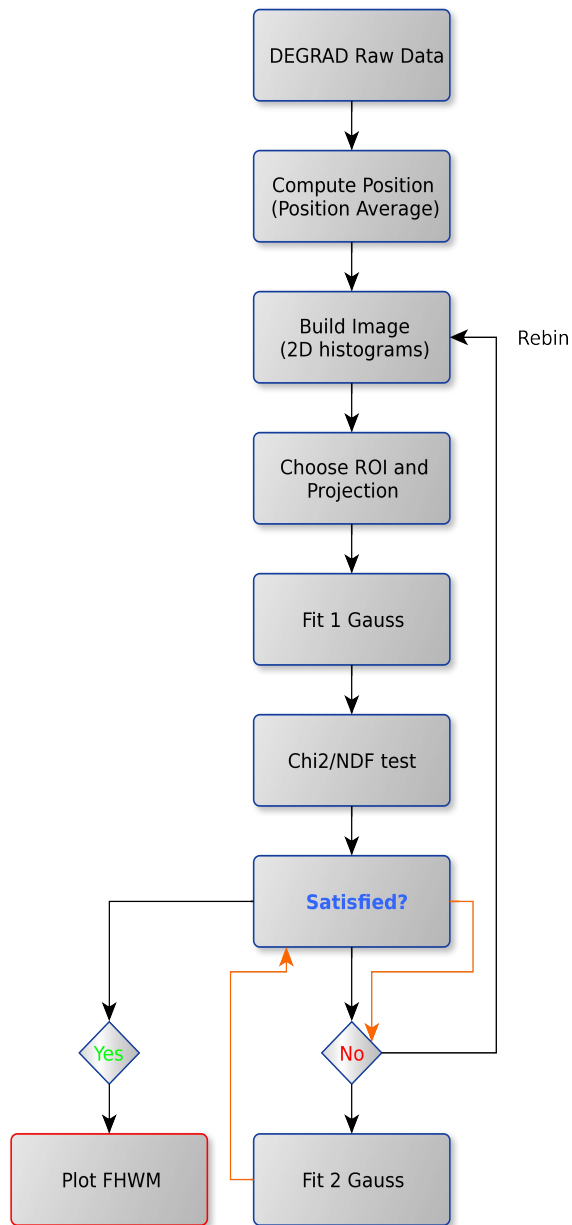 DEGRAD Raw Data
Compute Position
(Position Average)
Build Image
(2D histograms)
Rebin
Choose ROI and
Projection
Fit 1 Gauss
Chi2/NDF test
Satisfied?
Yes
No
Plot FHWM
Fit 2 Gauss